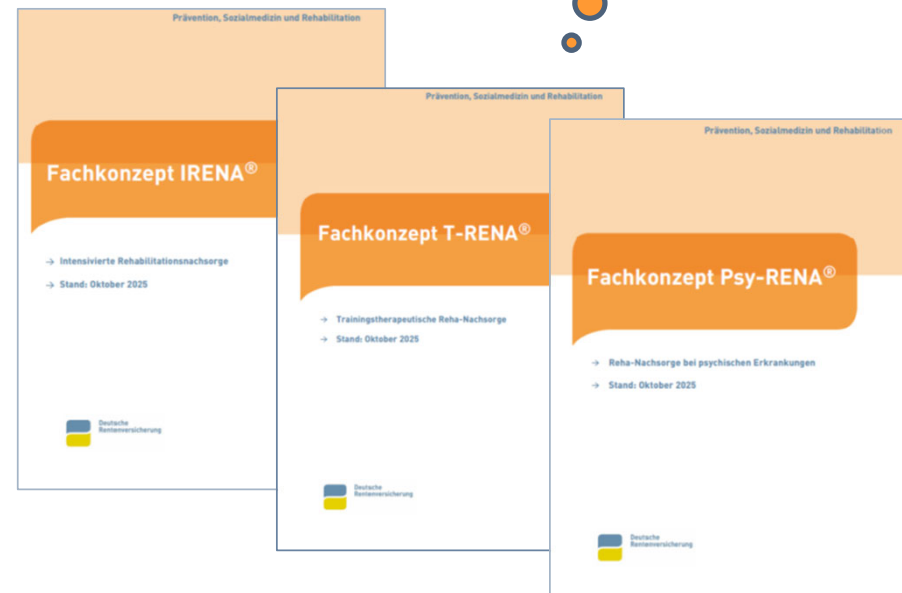 Prävention, Sozialmedizin und Rehabilitation
Fachkonzept IRENA®
→ Intensivierte Rehabilitationsnachsorge
→ Stand: Oktober 2025
Deutsche
Rentenversicherung
Prävention, Sozialmedizin und Rehabilitation
Fachkonzept T-RENA®
→ Trainingstherapeutische Reha-Nachsorge
→ Stand: Oktober 2025
Deutsche
Rentenversicherung
Prävention, Sozialmedizin und Rehabilitation
Fachkonzept Psy-RENA®
→ Reha-Nachsorge bei psychischen Erkrankungen
→ Stand: Oktober 2025
Deutsche
Rentenversicherung